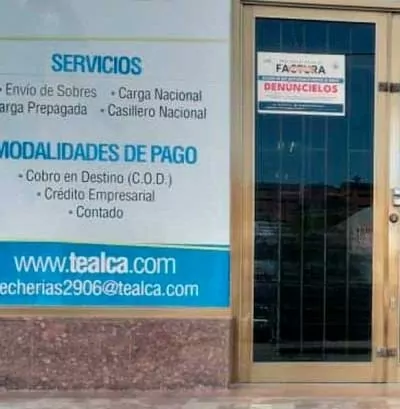 SERVICIOS
Envío de Sobres • Carga Nacional
arga Prepagada • Casillero Nacional
MODALIDADES DE PAGO
• Cobro en Destino (C.O.D.)
• Crédito Empresarial
• Contado
www.tealca.com
echerias2906@tealca.com
FACTURA
DENÚNCIELOS